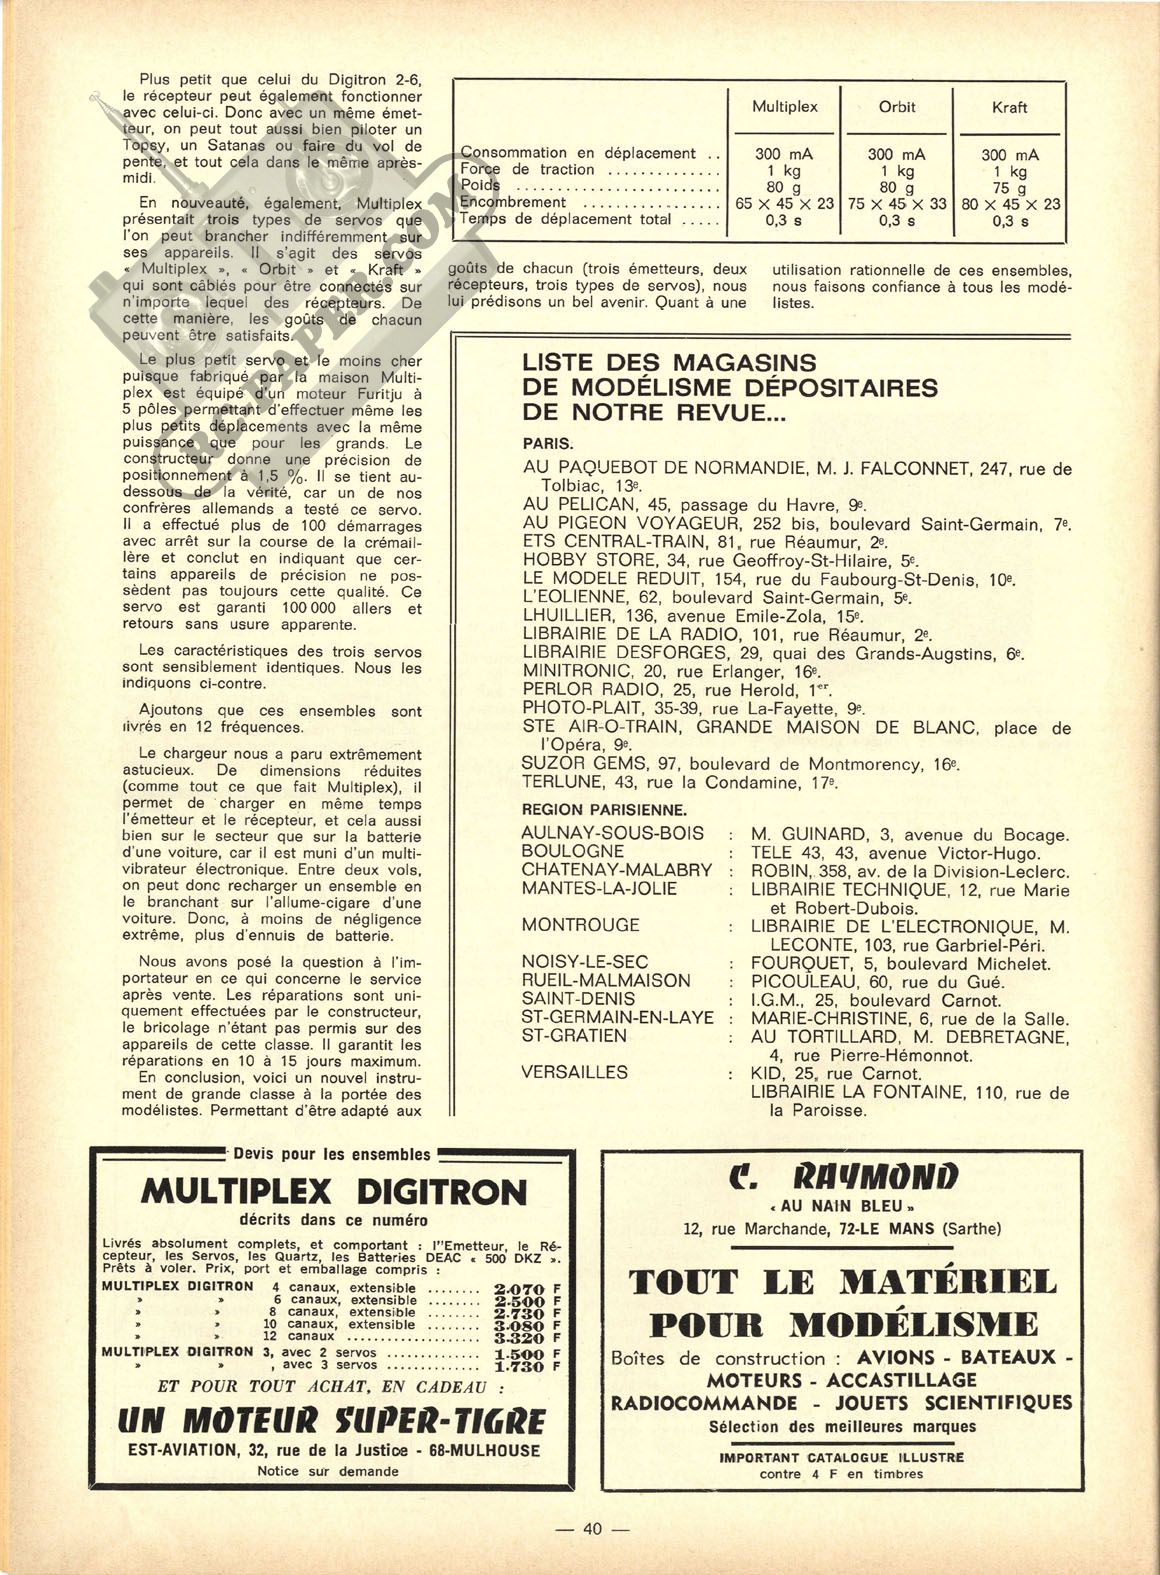 Plus petit que celui du Digitron 2-6,
le récepteur peut également fonctionner
avec celui-ci. Donc avec un même émet-
teur, on peut tout aussi bien piloter un
Topsy, un Satanas ou faire du vol de
pente, et tout cela dans le même après-
midi.
En nouveauté, également, Multiplex
présentait trois types de servos que
l'on peut brancher indifféremment sur
ses appareils. Il s'agit des servos
« Multiplex », « Orbit » et « Kraft »
qui sont câblés pour être connectés sur
n'importe lequel des récepteurs. De
cette manière, les goûts de chacun
peuvent être satisfaits.
Le plus petit servo et le moins cher
puisque fabriqué par la maison Multi-
plex est équipé d'un moteur Furitju à
5 pôles permettant d'effectuer même les
plus petits déplacements avec la même
puissance que pour les grands. Le
constructeur donne une précision de
positionnement à 1,5 %. Il se tient au-
dessous de la vérité, car un de nos
confrères allemands a testé ce servo.
Il a effectué plus de 100 démarrages
avec arrêt sur la course de la crémail-
lère et conclut en indiquant que cer-
tains appareils de précision ne pos-
sèdent pas toujours cette qualité. Ce
servo est garanti 100 000 allers et
retours sans usure apparente.
Les caractéristiques des trois servos
sont sensiblement identiques. Nous les
indiquons ci-contre.
Ajoutons que ces ensembles sont
livrés en 12 fréquences.
Le chargeur nous a paru extrêmement
astucieux. De dimensions réduites
(comme tout ce que fait Multiplex), il
permet de charger en même temps
l'émetteur et le récepteur, et cela aussi
bien sur le secteur que sur la batterie
d'une voiture, car il est muni d'un multi-
vibrateur électronique. Entre deux vols,
on peut donc recharger un ensemble en
le branchant sur l'allume-cigare d'une
voiture. Donc, à moins de négligence
extrême, plus d'ennuis de batterie.
Nous avons posé la question à l'im-
portateur en ce qui concerne le service
après vente. Les réparations sont uni-
quement effectuées par le constructeur,
le bricolage n'étant pas permis sur des
appareils de cette classe. Il garantit les
réparations en 10 à 15 jours maximum.
En conclusion, voici un nouvel instru-
ment de grande classe à la portée des
modélistes. Permettant d'être adapté aux
Multiplex Orbit Kraft
Consommation en déplacement .. 300 mA 300 mA 300 mA
Force de traction .............. 1 kg 1 kg 1 kg
Poids ......................... 80 g 80 g 75 g
Encombrement ................. 65 X 45 X 23 75 X 45 X 33 80 X 45 X 23
Temps de déplacement total ..... 0,3 s 0,3 s 0,3 s
goûts de chacun (trois émetteurs, deux
récepteurs, trois types de servos), nous
lui prédisons un bel avenir. Quant à une
utilisation rationnelle de ces ensembles,
nous faisons confiance à tous les modé-
listes.
RC-PAPER.COM
LISTE DES MAGASINS
DE MODÉLISME DÉPOSITAIRES
DE NOTRE REVUE...
PARIS.
AU PAQUEBOT DE NORMANDIE, M. J. FALCONNET, 247, rue de
Tolbiac, 13e.
AU PELICAN, 45, passage du Havre, 9e.
AU PIGEON VOYAGEUR, 252 bis, boulevard Saint-Germain, 7e.
ETS CENTRAL-TRAIN, 81, rue Réaumur, 2e.
HOBBY STORE, 34, rue Geoffroy-St-Hilaire, 5e.
LE MODELE REDUIT, 154, rue du Faubourg-St-Denis, 10e.
L'EOLIENNE, 62, boulevard Saint-Germain, 5e.
LHUILLIER, 136, avenue Emile-Zola, 15e.
LIBRAIRIE DE LA RADIO, 101, rue Réaumur, 2e.
LIBRAIRIE DESFORGES, 29, quai des Grands-Augstins, 6e.
MINITRONIC, 20, rue Erlanger, 16e.
PERLOR RADIO, 25, rue Herold, 1er.
PHOTO-PLAIT, 35-39, rue La-Fayette, 9e.
STE AIR-O-TRAIN, GRANDE MAISON DE BLANC, place de
l'Opéra, 9e.
SUZOR GEMS, 97, boulevard de Montmorency, 16e.
TERLUNE, 43, rue la Condamine, 17e.
REGION PARISIENNE.
AULNAY-SOUS-BOIS : M. GUINARD, 3, avenue du Bocage.
BOULOGNE : TELE 43, 43, avenue Victor-Hugo.
CHATENAY-MALABRY : ROBIN, 358, av. de la Division-Leclerc.
MANTES-LA-JOLIE : LIBRAIRIE TECHNIQUE, 12, rue Marie
et Robert-Dubois.
MONTROUGE : LIBRAIRIE DE L'ELECTRONIQUE, M.
LECONTE, 103, rue Garbriel-Péri.
NOISY-LE-SEC : FOURQUET, 5, boulevard Michelet.
RUEIL-MALMAISON : PICOULEAU, 60, rue du Gué.
SAINT-DENIS : I.G.M., 25, boulevard Carnot.
ST-GERMAIN-EN-LAYE : MARIE-CHRISTINE, 6, rue de la Salle.
ST-GRATIEN : AU TORTILLARD, M. DEBRETAGNE,
4, rue Pierre-Hémonnot.
VERSAILLES : KID, 25, rue Carnot.
LIBRAIRIE LA FONTAINE, 110, rue de
la Paroisse.
Devis pour les ensembles
MULTIPLEX DIGITRON
décrits dans ce numéro
Livrés absolument complets, et comportant : l''Emetteur, le Ré-
cepteur, les Servos, les Quartz, les Batteries DEAC « 500 DKZ ».
Prêts à voler. Prix, port et emballage compris :
MULTIPLEX DIGITRON 4 canaux, extensible ........ 2.070 F
» » 6 canaux, extensible ........ 2.500 F
» » 8 canaux, extensible ........ 2.730 F
» » 10 canaux, extensible ........ 3.080 F
» » 12 canaux .................... 3.320 F
MULTIPLEX DIGITRON 3, avec 2 servos .............. 1.500 F
» » , avec 3 servos .............. 1.730 F
ET POUR TOUT ACHAT, EN CADEAU :
UN MOTEUR SUPER-TIGRE
EST-AVIATION, 32, rue de la Justice - 68-MULHOUSE
Notice sur demande
C. RAYMOND
« AU NAIN BLEU »
12, rue Marchande, 72-LE MANS (Sarthe)
TOUT LE MATÉRIEL
POUR MODÉLISME
Boîtes de construction : AVIONS - BATEAUX -
MOTEURS - ACCASTILLAGE
RADIOCOMMANDE - JOUETS SCIENTIFIQUES
Sélection des meilleures marques
IMPORTANT CATALOGUE ILLUSTRE
contre 4 F en timbres
— 40 —